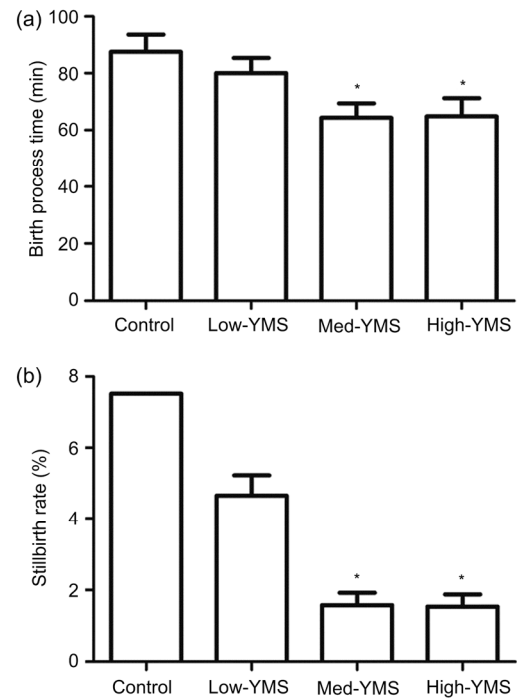 (a)
Birth process time (min)
100
80
60
40
20
0
*
*
Control Low-YMS Med-YMS High-YMS
(b)
Stillbirth rate (%)
8
6
4
2
0
*
*
Control Low-YMS Med-YMS High-YMS